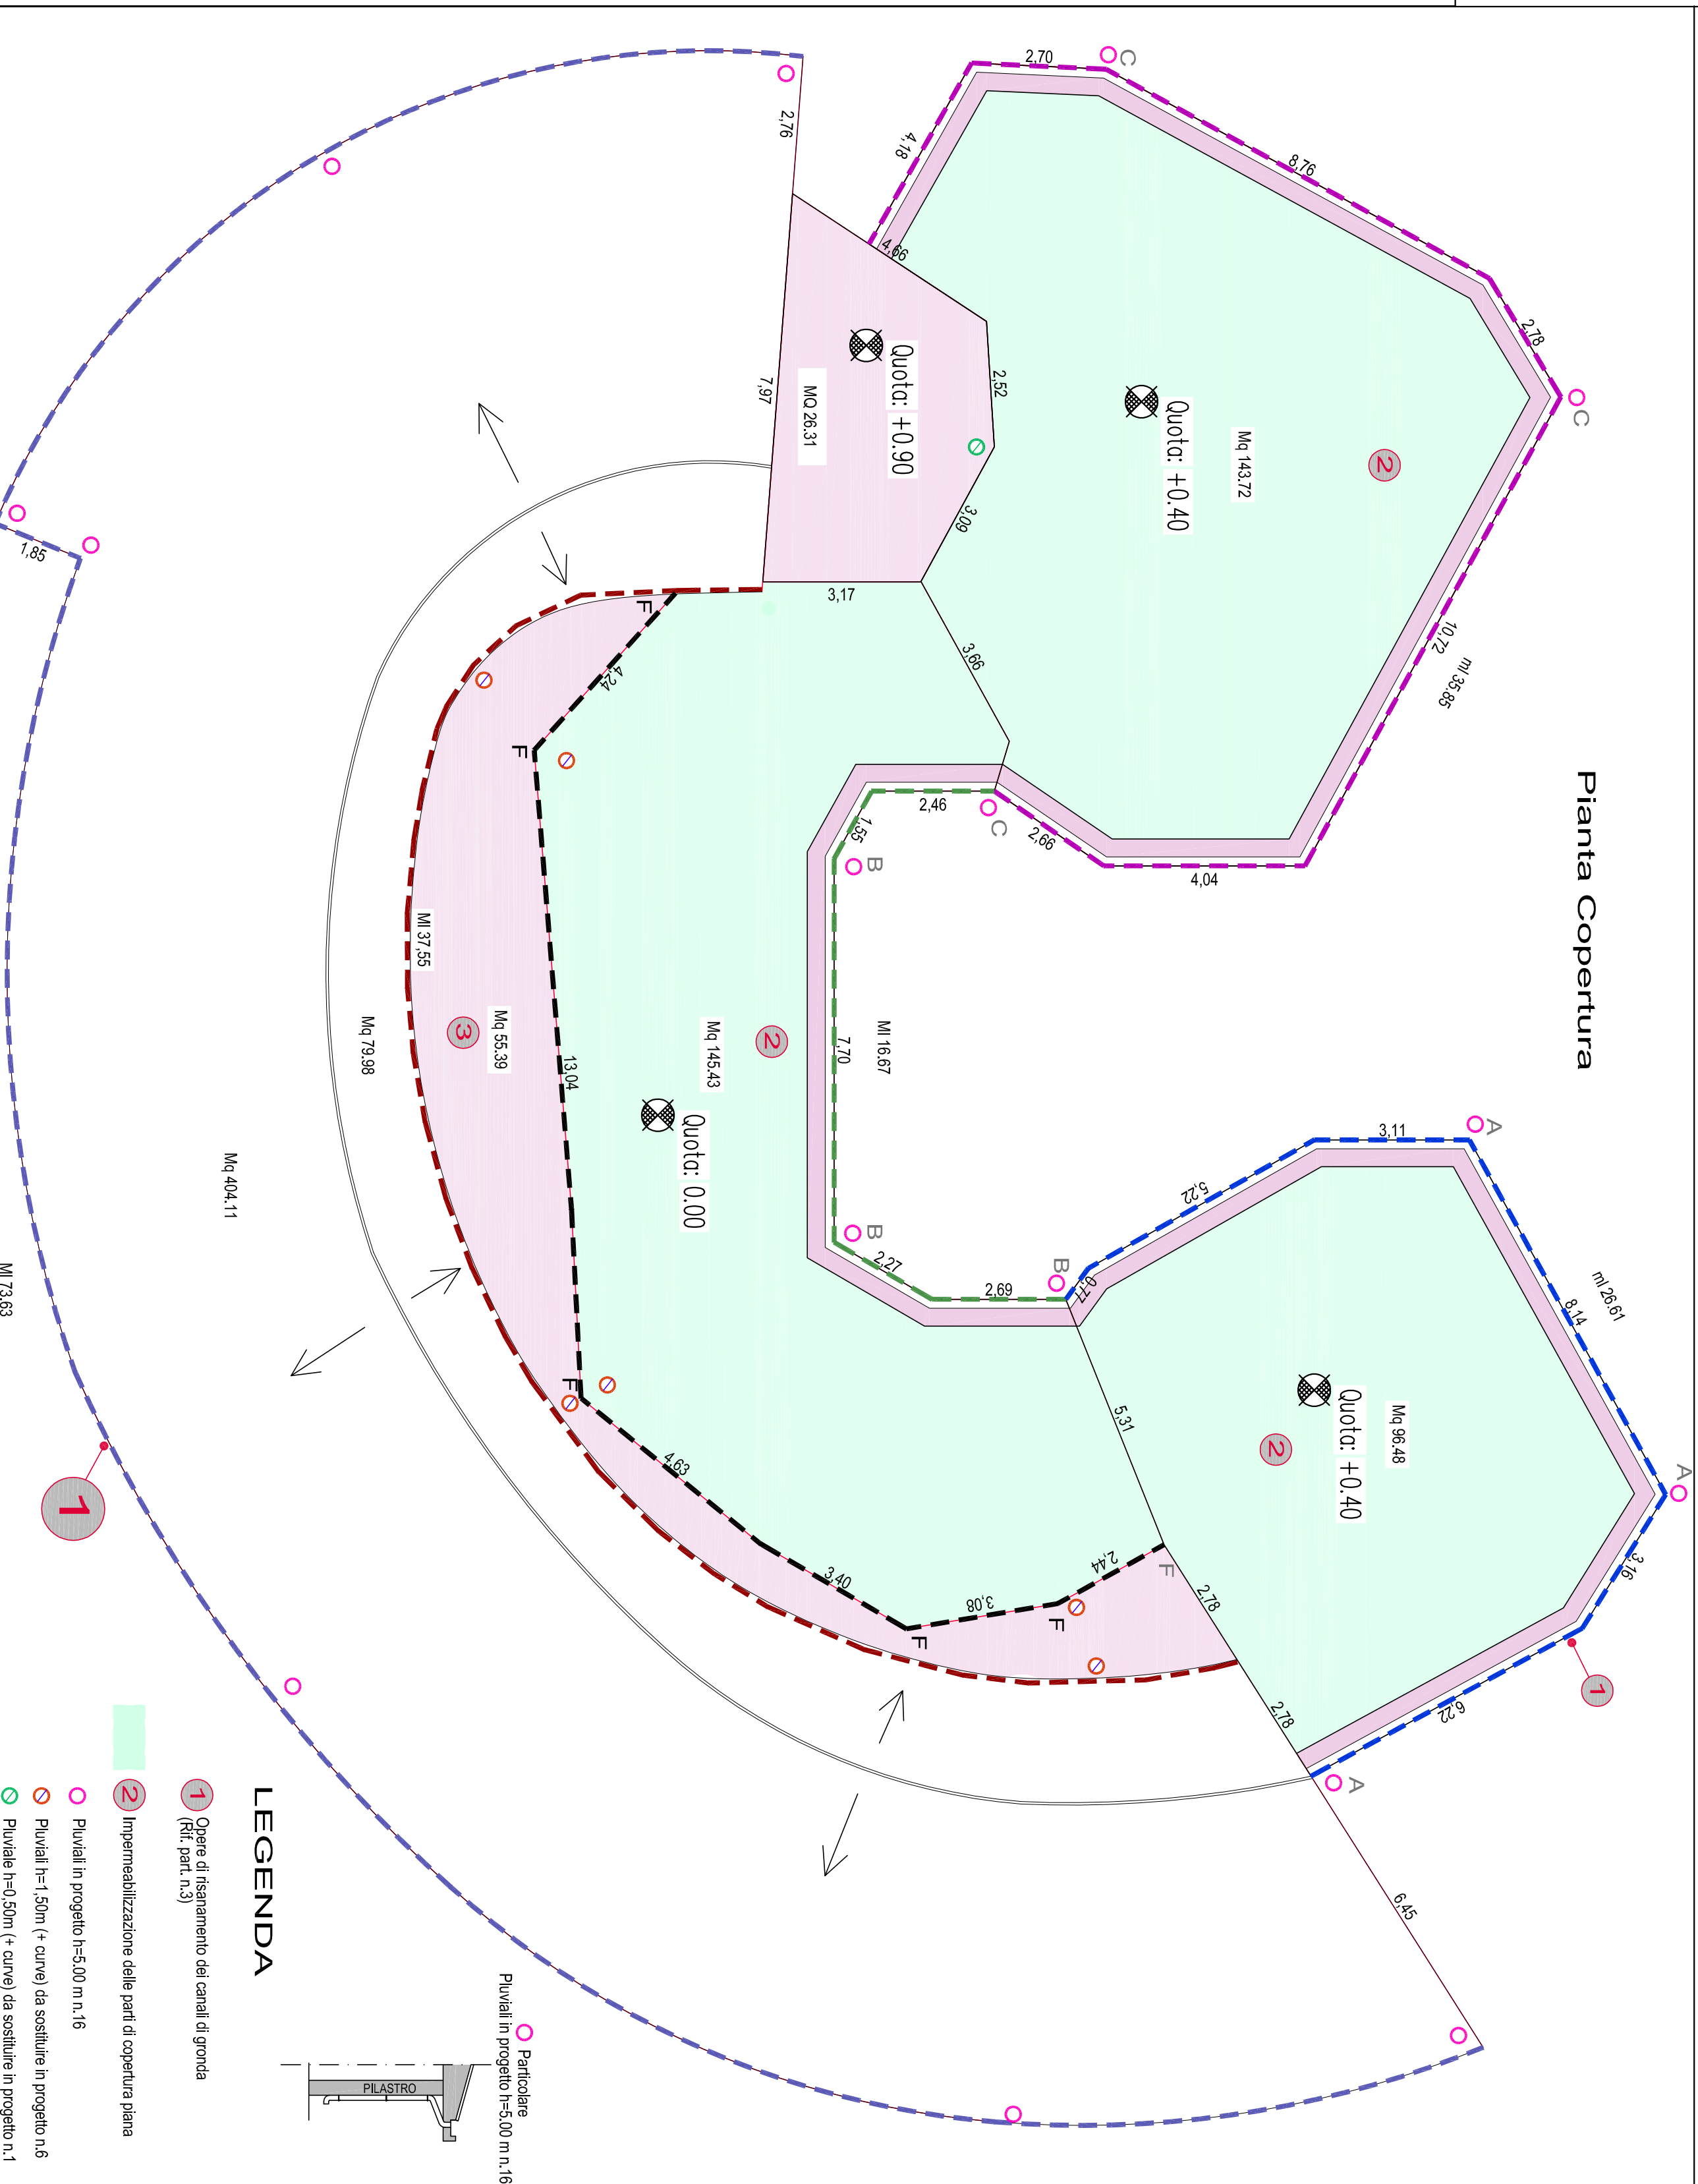 Pianta Copertura
C
2,70
4,18
8,76
2,78
C
10,72
ml 35.85
4,04
2,66
C
2
Mq 143.72
Quota: +0.40
2,76
4,66
2,52
3,09
7,97
MQ 26.31
Quota: +0.90
3,17
3,66
2,46
1,55
B
Ml 16.67
7,70
B
2,27
2,69
B
0,77
A
3,11
5,22
ml 26.61
8,14
A
3,16
1
6,22
A
Mq 96.48
Quota: +0.40
2
5,31
2,78
2,78
6,45
F
2,44
F
3,08
F
3,40
4,63
F
13,04
F
4,24
F
2
Mq 145.43
Quota: 0.00
Mq 55.39
3
Ml 37,55
Mq 79.98
Mq 404.11
Ml 73.63
1,85
1
LEGENDA
1 Opere di risanamento dei canali di gronda
(Rif. part. n.3)
2 Impermeabilizzazione delle parti di copertura piana
Pluviali in progetto h=5.00 m n.16
Pluviali h=1,50m (+ curve) da sostituire in progetto n.6
Pluviale h=0,50m (+ curve) da sostituire in progetto n.1
Particolare
Pluviali in progetto h=5.00 m n.16
PILASTRO